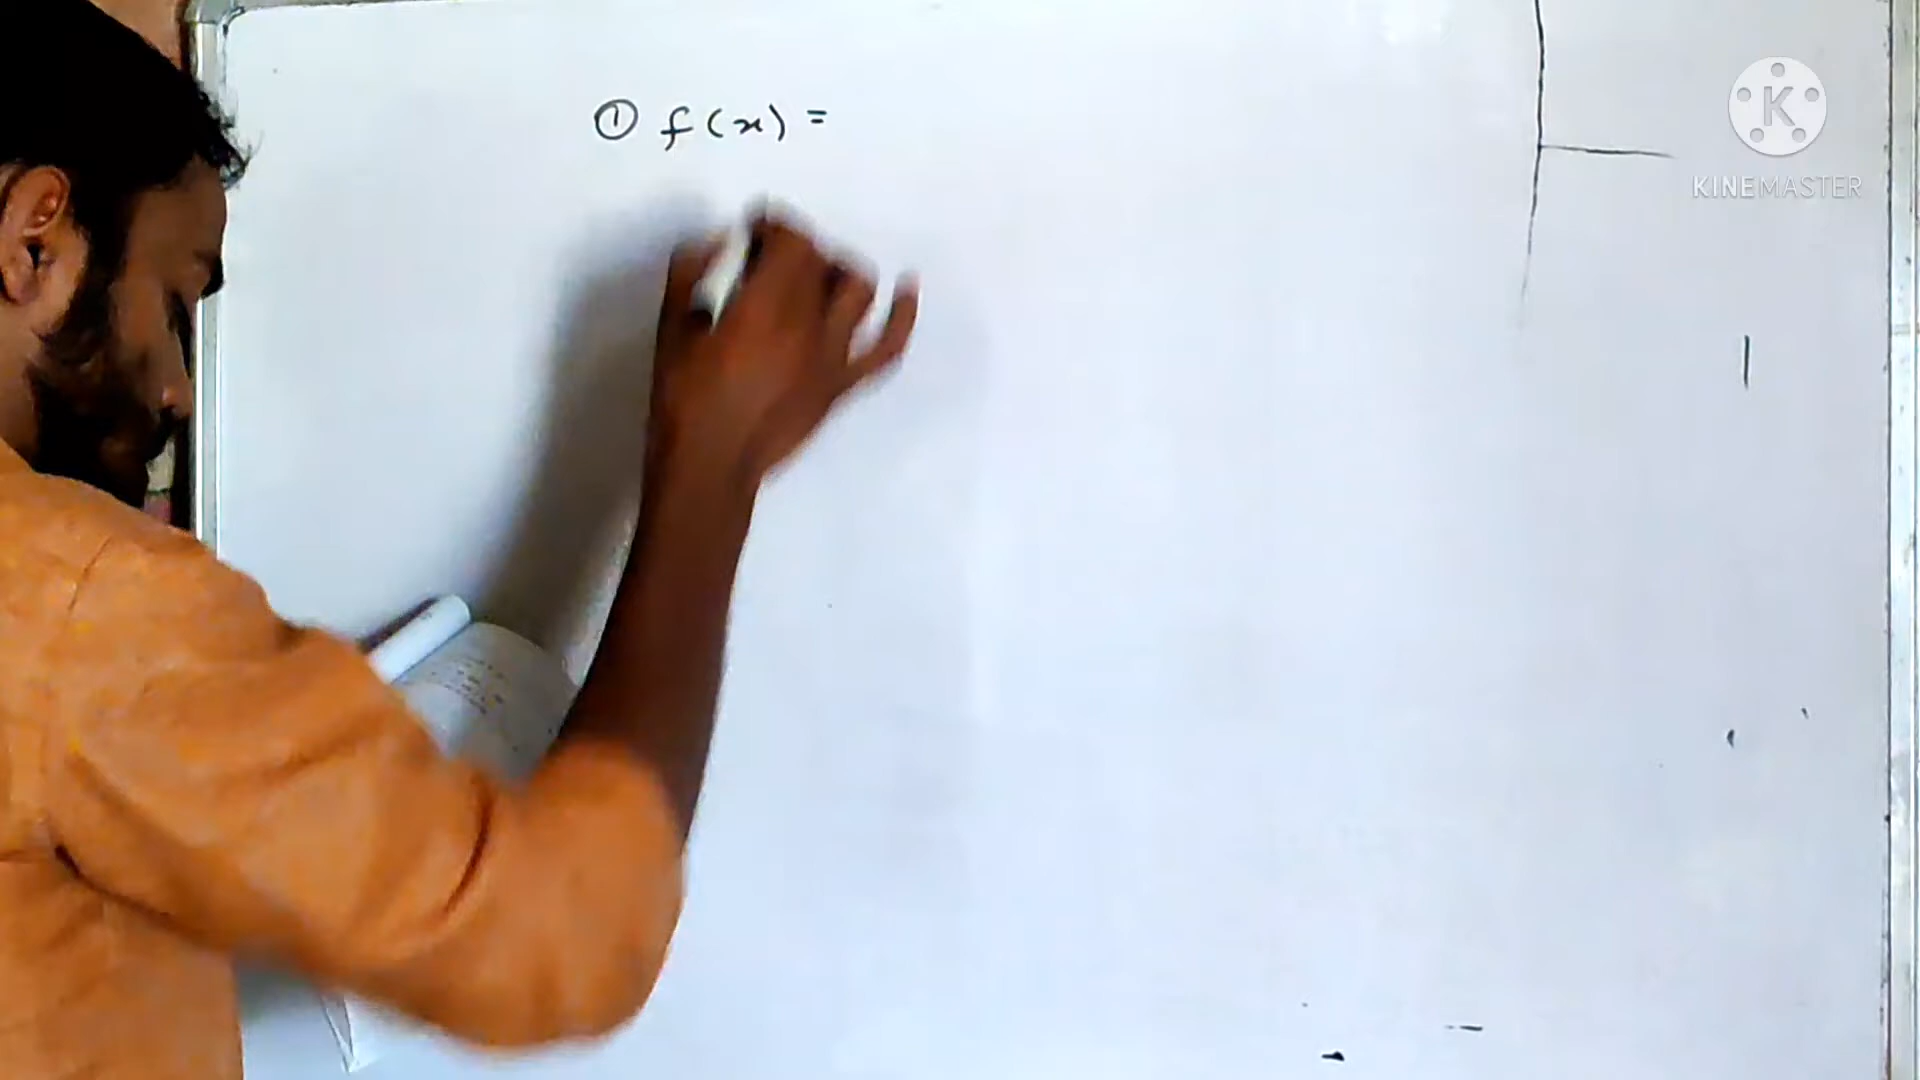 ① f(x) =
K
KINEMASTER